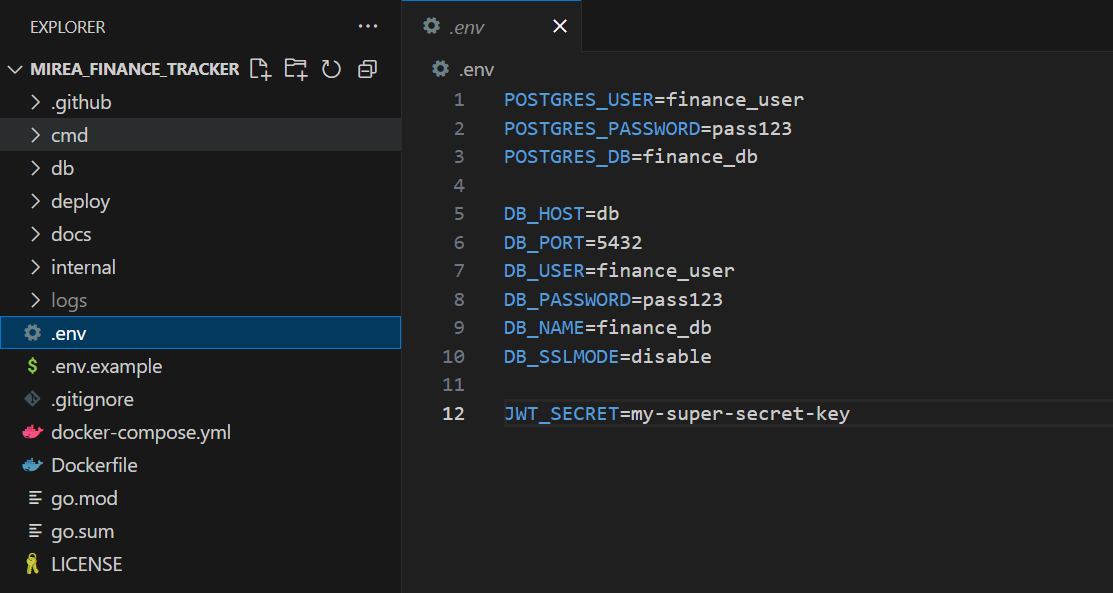 EXPLORER
MIREA_FINANCE_TRACKER
.github
cmd
db
deploy
docs
internal
logs
.env
.env.example
.gitignore
docker-compose.yml
Dockerfile
go.mod
go.sum
LICENSE
.env
.env
1 POSTGRES_USER=finance_user
2 POSTGRES_PASSWORD=pass123
3 POSTGRES_DB=finance_db
4
5 DB_HOST=db
6 DB_PORT=5432
7 DB_USER=finance_user
8 DB_PASSWORD=pass123
9 DB_NAME=finance_db
10 DB_SSLMODE=disable
11
12 JWT_SECRET=my-super-secret-key